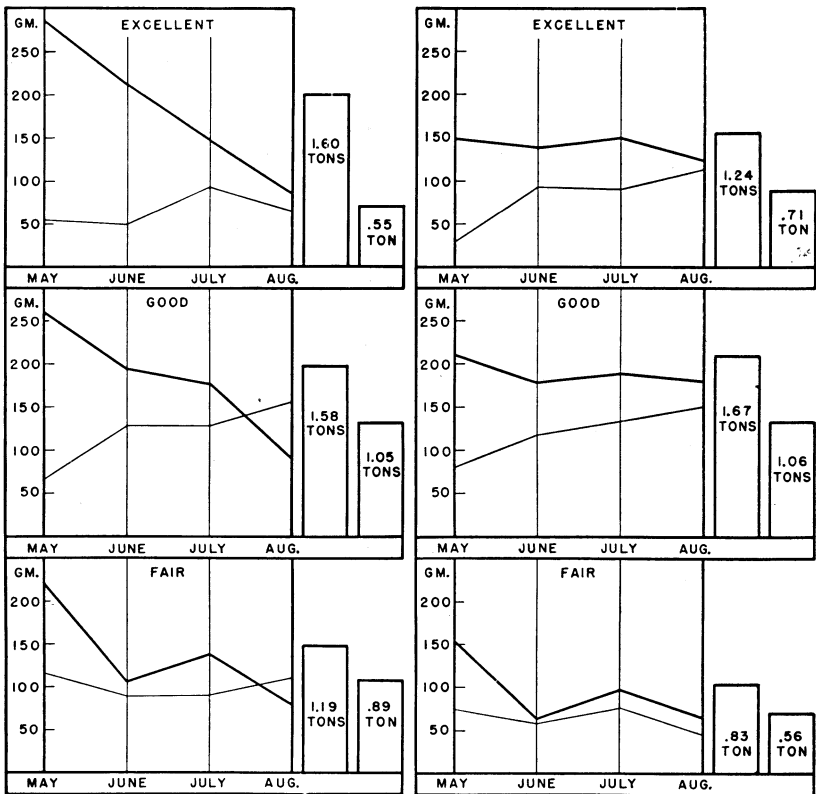 GM.
EXCELLENT
250
200
150
100
50
1.60
TONS
.55
TON
MAY JUNE JULY AUG.
GM.
EXCELLENT
250
200
150
100
50
1.24
TONS
.71
TON
MAY JUNE JULY AUG.
GM.
GOOD
250
200
150
100
50
1.58
TONS
1.05
TONS
MAY JUNE JULY AUG.
GM.
GOOD
250
200
150
100
50
1.67
TONS
1.06
TONS
MAY JUNE JULY AUG.
GM.
FAIR
200
150
100
50
1.19
TONS
.89
TON
MAY JUNE JULY AUG.
GM.
FAIR
200
150
100
50
.83
TON
.56
TON
MAY JUNE JULY AUG.